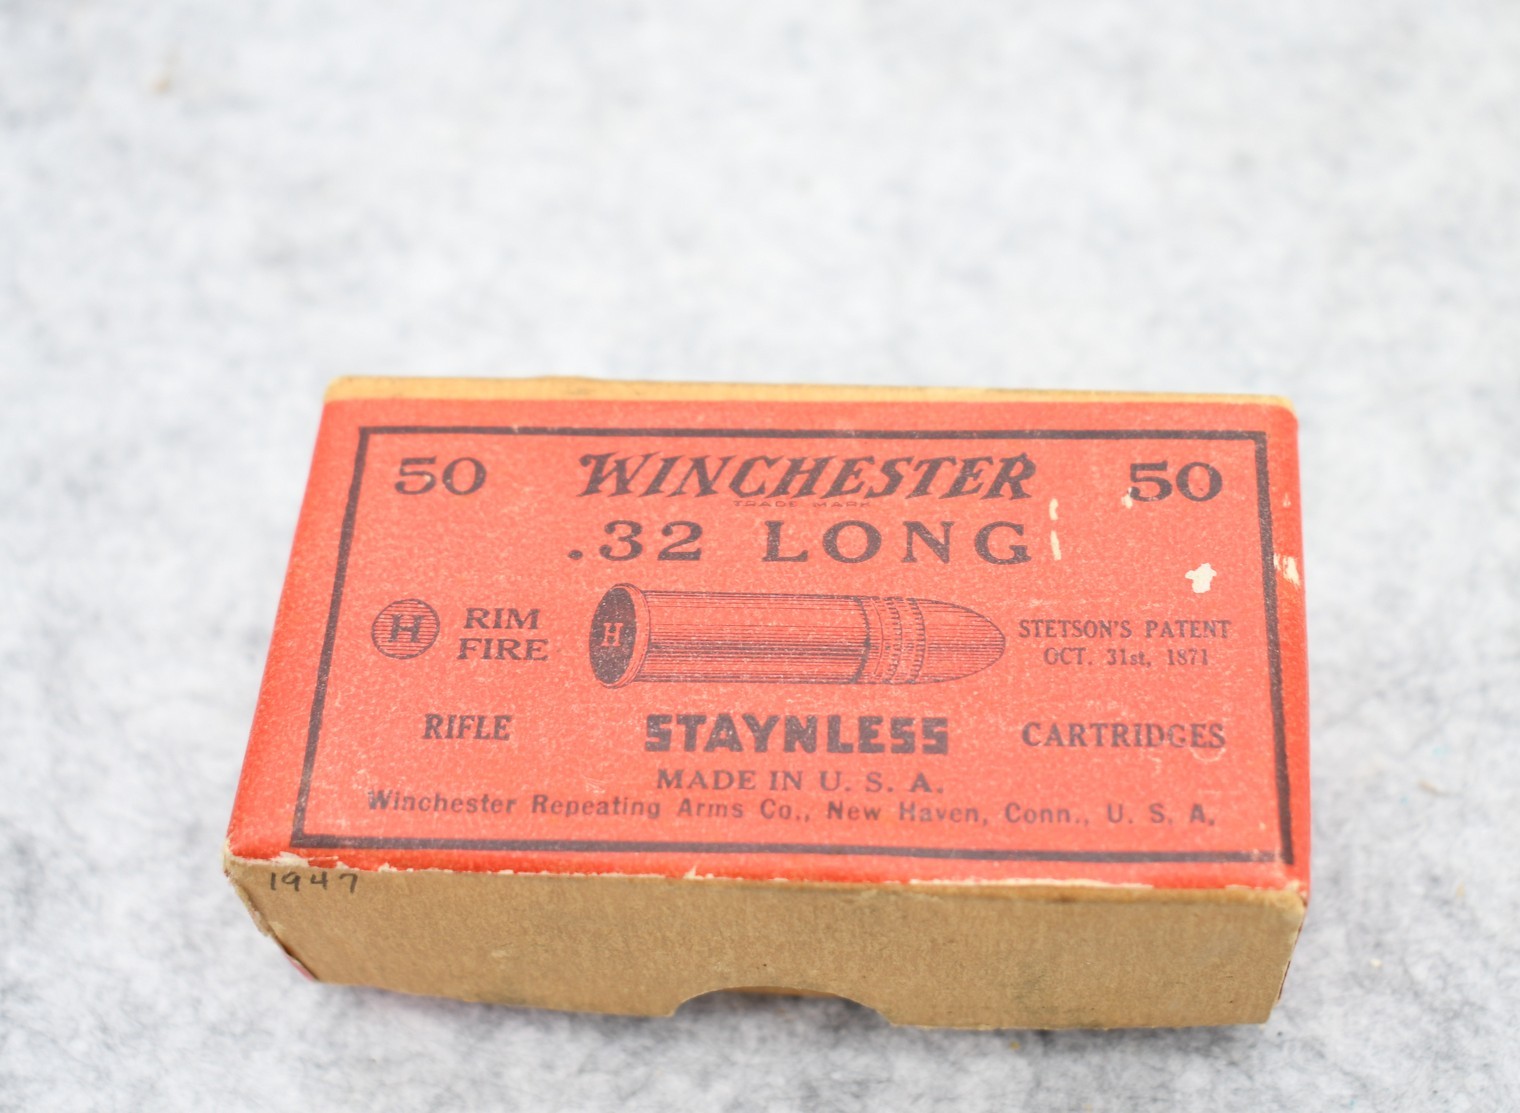 50 WINCHESTER 50
TRADE MARK
.32 LONG
H RIM FIRE
H
STETSON'S PATENT
OCT. 31st, 1871
RIFLE STAYNLESS CARTRIDGES
MADE IN U. S. A.
Winchester Repeating Arms Co., New Haven, Conn., U. S. A.
1947